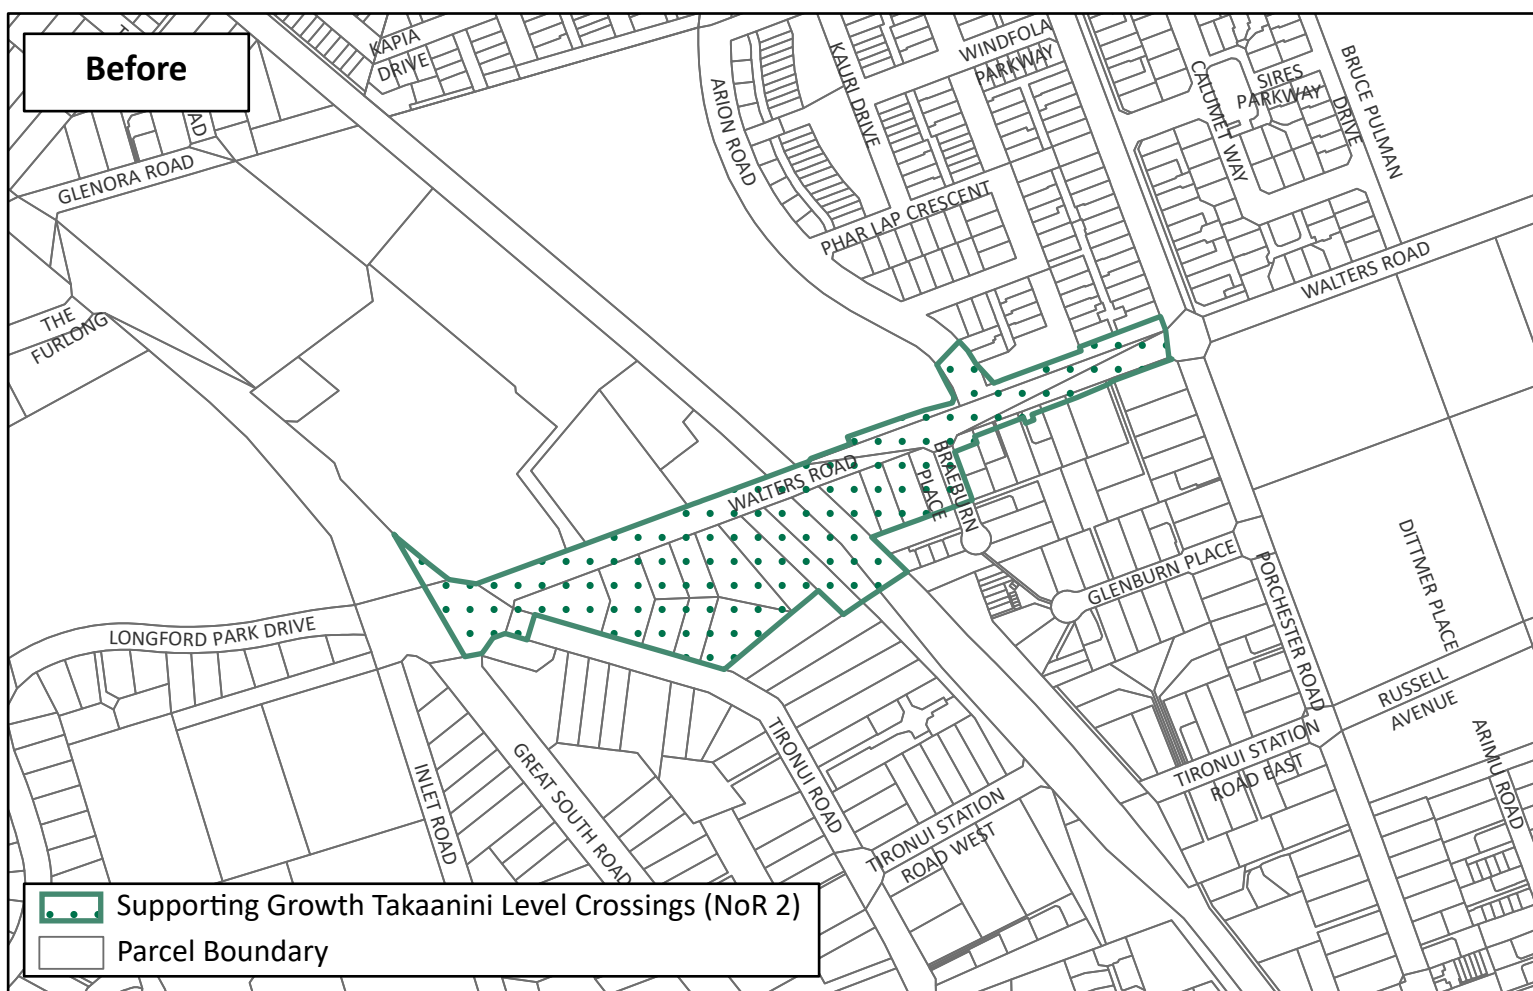 Before
KAPIA
DRIVE
AD
GLENORA ROAD
THE
FURLONG
ARION ROAD
KAURI DRIVE
WINDFOLA
PARKWAY
CALUMET WAY
SIRES
PARKWAY
BRUCE PULMAN
DRIVE
PHAR LAP CRESCENT
WALTERS ROAD
WALTERS ROAD
BRAEBURN
PLACE
GLENBURN PLACE
PORCHESTER ROAD
DITTMER PLACE
RUSSELL
AVENUE
ARIMU ROAD
TIRONUI STATION
ROAD EAST
LONGFORD PARK DRIVE
INLET ROAD
GREAT SOUTH ROAD
TIRONUI ROAD
TIRONUI STATION
ROAD WEST
Supporting Growth Takaanini Level Crossings (NoR 2)
Parcel Boundary